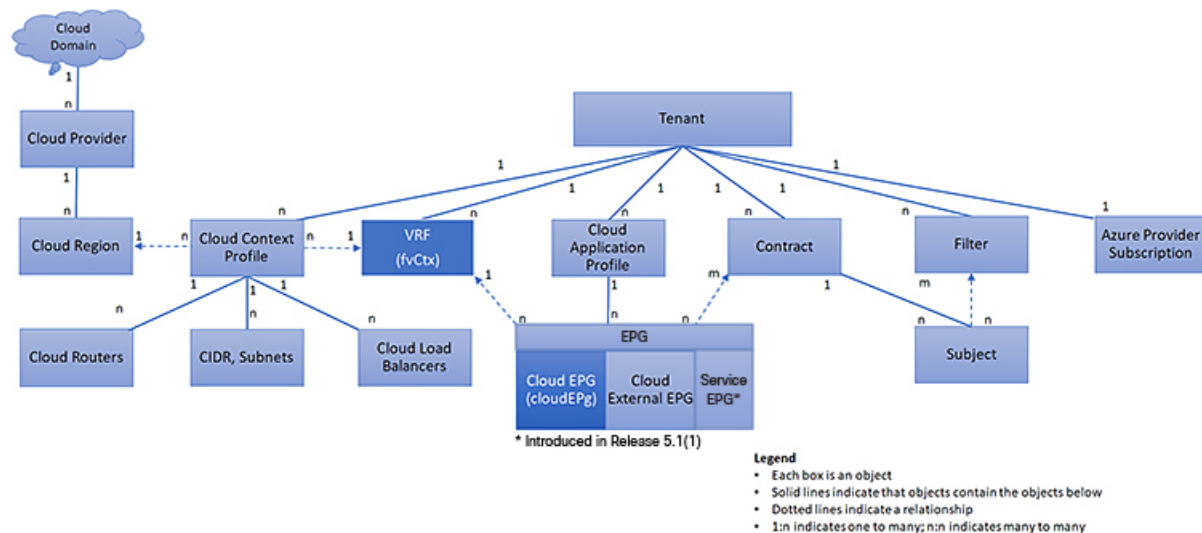 Cloud
Domain
1
n
Cloud Provider
1
n
Cloud Region
Tenant
1
1
1
1
1
1
1
n
n
n
n
n
1
n
Cloud Context
Profile
n
1
VRF
(fvCtx)
Cloud
Application
Profile
Contract
Filter
Azure Provider
Subscription
1
1
1
n
n
n
Cloud Routers
CIDR, Subnets
Cloud Load
Balancers
1
n
1
n
m
n
1
n
m
n
EPG
Cloud EPG
(cloudEPg)
Cloud
External EPG
Service
EPG*
Subject
* Introduced in Release 5.1(1)
Legend
• Each box is an object
• Solid lines indicate that objects contain the objects below
• Dotted lines indicate a relationship
• 1:n indicates one to many; n:n indicates many to many